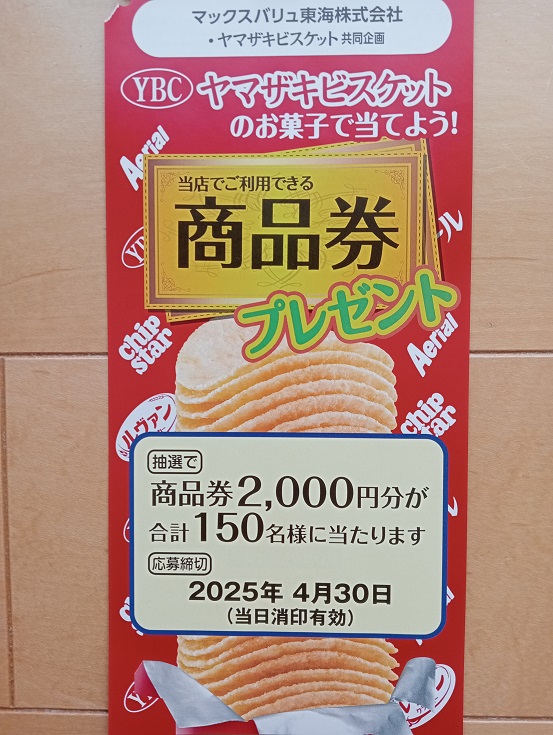 マックスバリュ東海株式会社
・ヤマザキビスケット 共同企画
YBC ヤマザキビスケット
のお菓子で当てよう!
Aerial
当店でご利用できる
商品券
プレゼント
chip star
Aerial
ルヴァン
chip star
抽選で
商品券2,000円分が
合計150名様に当たります
応募締切
2025年 4月30日
(当日消印有効)